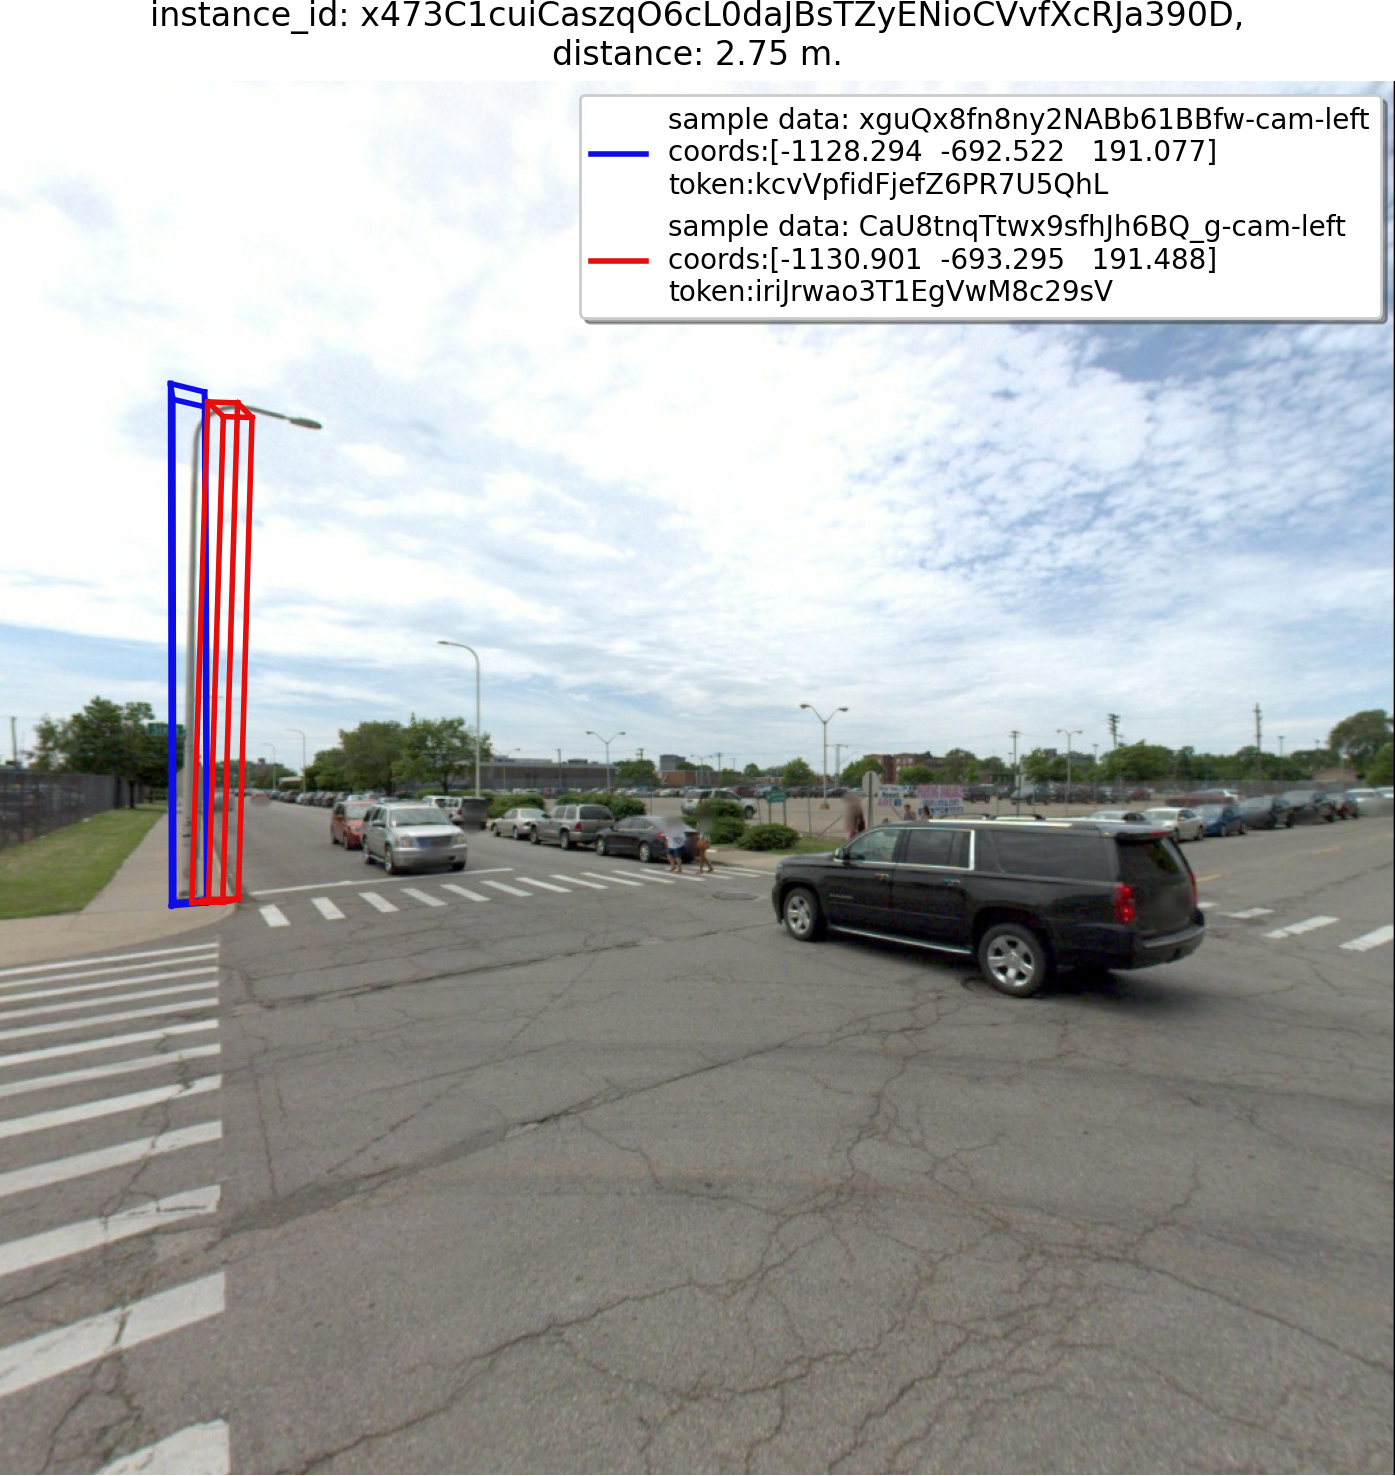 instance_id: x473C1cuiCaszqO6cL0daJBsTZyENioCVvfXcRJa390D,
distance: 2.75 m.
sample data: xguQx8fn8ny2NABb61BBfw-cam-left
coords:[-1128.294 -692.522 191.077]
token:kcvVpfidFjefZ6PR7U5QhL
sample data: CaU8tnqTtwx9sfhJh6BQ_g-cam-left
coords:[-1130.901 -693.295 191.488]
token:iriJrwao3T1EgVwM8c29sV